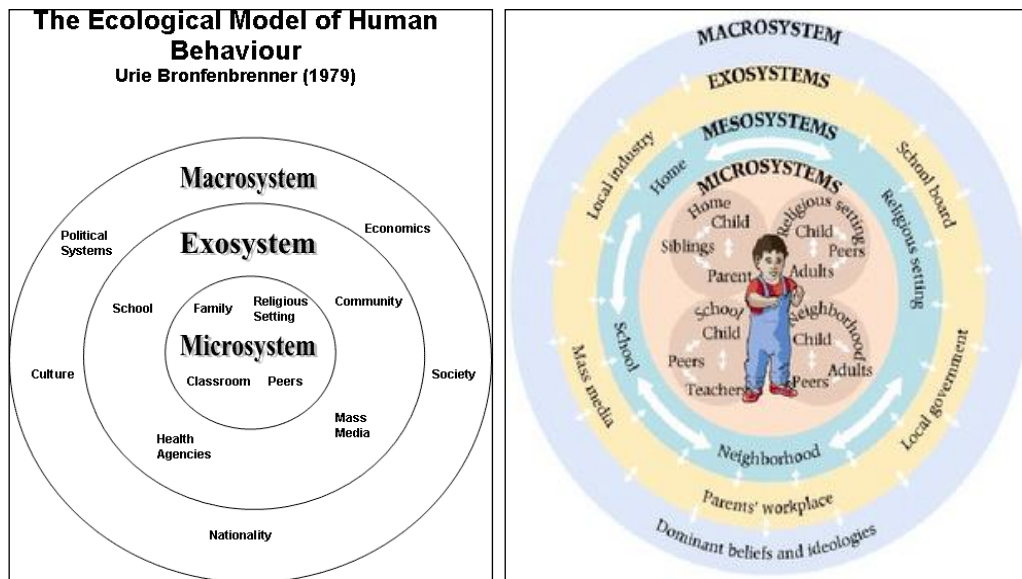 The Ecological Model of Human
Behaviour
Urie Bronfenbrenner (1979)
Macrosystem
Economics
Political
Systems
Exosystem
School
Family
Religious
Setting
Community
Microsystem
Culture
Classroom
Peers
Society
Mass
Media
Health
Agencies
Nationality
MACROSYSTEM
EXOSYSTEMS
MESOSYSTEMS
MICROSYSTEMS
Local industry
Home
School board
Religious setting
Home
Child
Siblings
Parent
Religious setting
Child
Peers
Adults
School
Child
Peers
Teachers
Neighborhood
Child
Adults
Peers
School
Mass media
Neighborhood
Local government
Parents' workplace
Dominant beliefs and ideologies